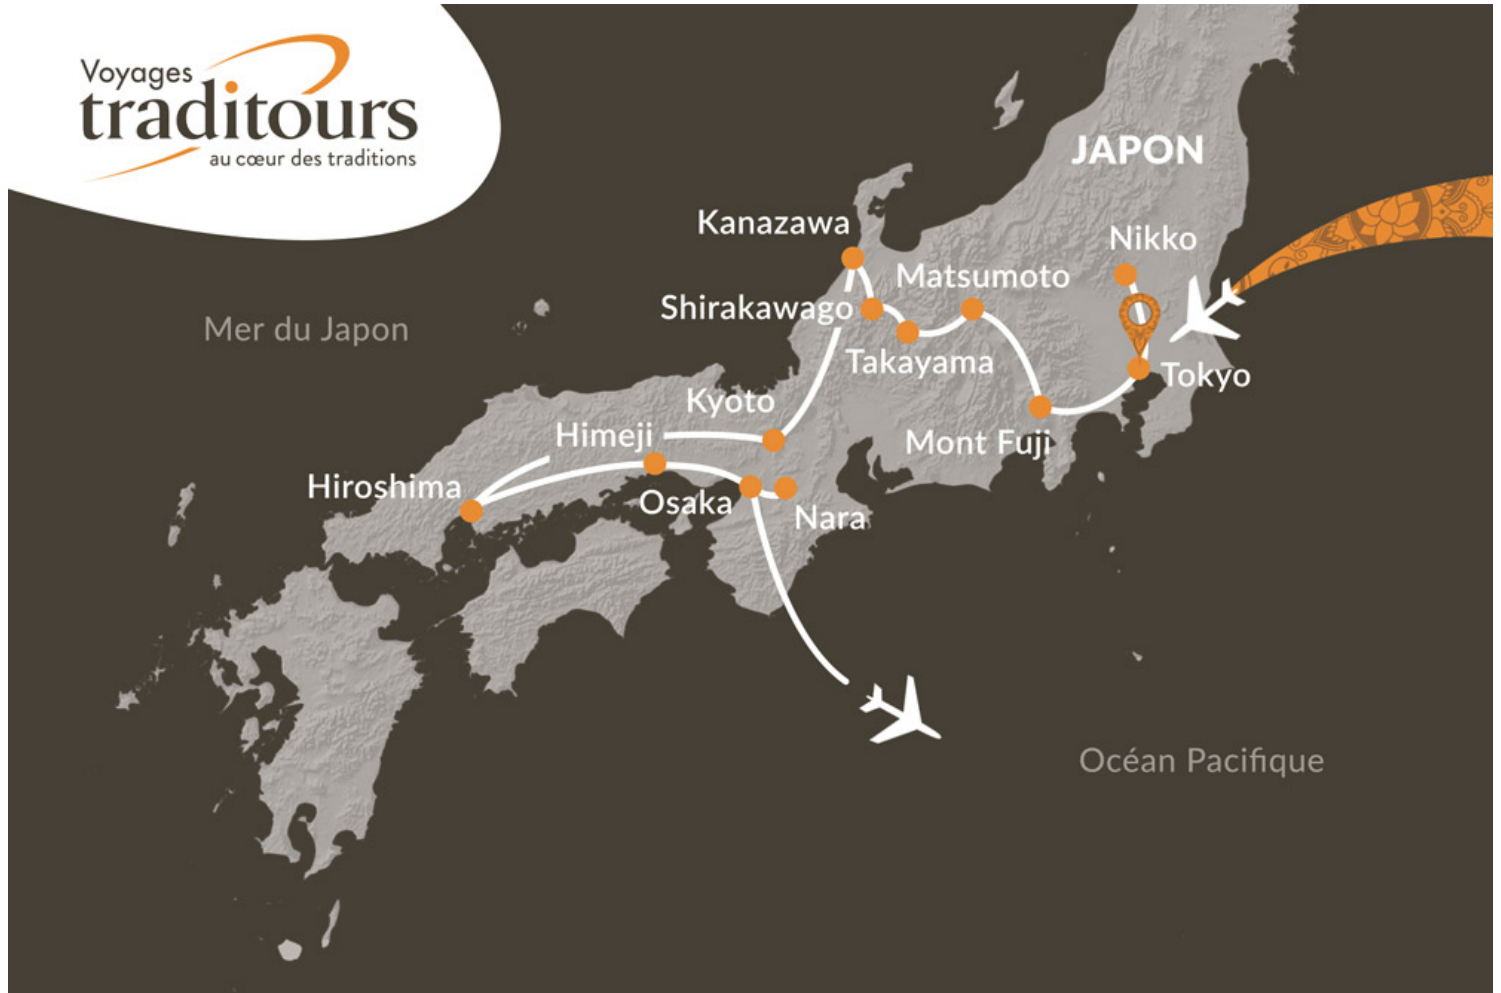 Voyages
traditours
au cœur des traditions
JAPON
Kanazawa
Nikko
Matsumoto
Shirakawago
Mer du Japon
Takayama
Tokyo
Kyoto
Himeji
Mont Fuji
Hiroshima
Osaka
Nara
Océan Pacifique